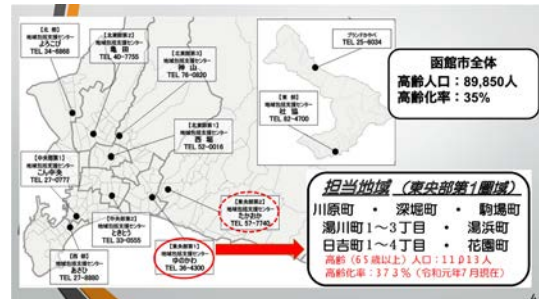 【北部】
地域包括支援センター
よろこび
TEL 34-6868
【北東部第2】
地域包括支援センター
亀田
TEL 40-7755
【北東部第3】
地域包括支援センター
神山
TEL 76-0820
【北東部第1】
地域包括支援センター
西堀
TEL 52-0016
【中央部第1】
地域包括支援センター
こん中央
TEL 27-0777
【中央部第2】
地域包括支援センター
ときとう
TEL 33-0555
【西部】
地域包括支援センター
あさひ
TEL 27-8880
【東央部第2】
地域包括支援センター
たかおか
TEL 57-7740
【東央部第1】
地域包括支援センター
ゆのかわ
TEL 36-4300
TEL 25-6034
【東部】
地域包括支援センター
社協
TEL 82-4700
函館市全体
高齢人口：89,850人
高齢化率：35%
担当地域 (東央部第1圏域)
川原町 ・ 深堀町 ・ 駒場町
湯川町1～3丁目 ・ 湯浜町
日吉町1～4丁目 ・ 花園町
高齢(65歳以上)人口：11,013人
高齢化率：37.3%(令和元年7月現在)